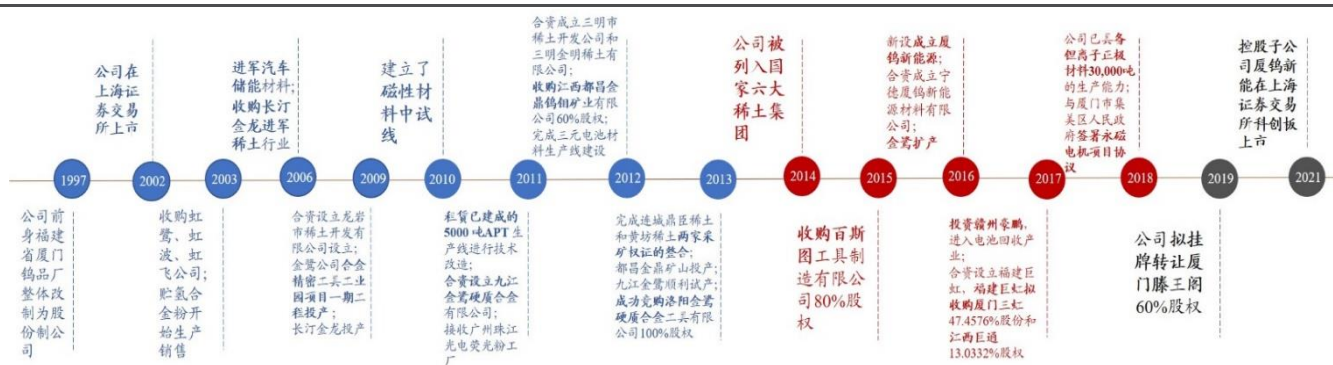 公司在
上海证
券交易
所上市
进军汽车
储能材料;
收购长汀
金龙进军
稀土行业
建立了
磁性材
料中试
线
合资成立三明市
稀土开发公司和
三明金明稀土有
限公司;
收购江西都昌金
鼎钨钼矿业有限
公司60%股权;
完成三元电池材
料生产线建设
公司被
列入国
家六大
稀土集
团
新设成立厦
钨新能源;
合资成立宁
德厦钨新能
源材料有限
公司;
金鹭扩产
公司已具备
锂离子正极
材料30,000吨
的生产能力;
与厦门市集
美区人民政
府签署永磁
电机项目协
议
控股子公
司厦钨新
能在上海
证券交易
所科创板
上市
1997
2002
2003
2006
2009
2010
2011
2012
2013
2014
2015
2016
2017
2018
2019
2021
公司前
身福建
省厦门
钨品厂
整体改
制为股
份制公
司
收购虹
鹭、虹
波、虹
飞公司;
贮氢合
金粉开
始生产
销售
合资设立龙岩
市稀土开发有
限公司设立;
金鹭公司合金
精密工具工业
园项目一期工
程投产;
长汀金龙投产
租赁已建成的
5000吨APT生
产线进行技术
改造;
合资设立九江
金鹭硬质合金
有限公司;
接收广州珠江
光电荧光粉工
厂
完成连城鼎臣稀土
和黄坊稀土两家采
矿权证的整合;
都昌金鼎矿山投产;
九江金鹭顺利试产;
成功竞购洛阳金鹭
硬质合金工具有限
公司100%股权
收购百斯
图工具制
造有限公
司80%股
权
投资赣州豪鹏,
进入电池回收产
业;
合资设立福建巨
虹, 福建巨虹拟
收购厦门三虹
47.4576%股份和
江西巨通
13.0332%股权
公司拟挂
牌转让厦
门滕王阁
60%股权